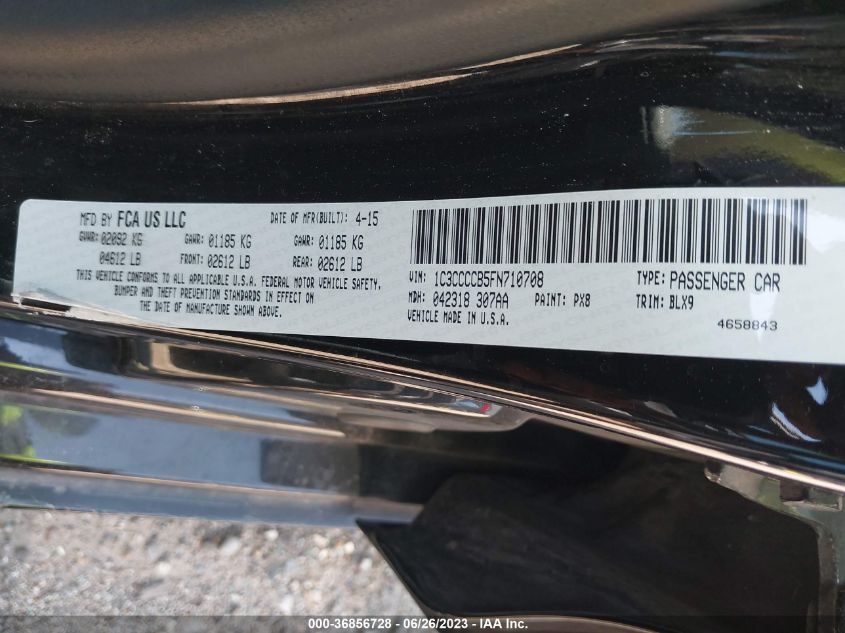 MFD BY FCA US LLC DATE OF MFR(BUILT): 4-15
GVWR: 02092 KG GAWR: 01185 KG GAWR: 01185 KG
04612 LB FRONT: 02612 LB REAR: 02612 LB
THIS VEHICLE CONFORMS TO ALL APPLICABLE U.S.A. FEDERAL MOTOR VEHICLE SAFETY,
BUMPER AND THEFT PREVENTION STANDARDS IN EFFECT ON
THE DATE OF MANUFACTURE SHOWN ABOVE.
VIN: 1C3CCCCB5FN710708 TYPE: PASSENGER CAR
MDH: 042318 307AA PAINT: PX8 TRIM: BLX9
VEHICLE MADE IN U.S.A.
4658843
000-36856728 - 06/26/2023 - IAA Inc.